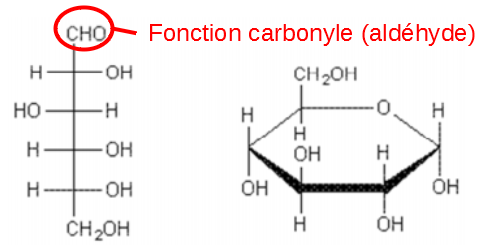 CHO Fonction carbonyle (aldéhyde)
H OH
HO H
H OH
H OH
CH₂OH
CH₂OH
H O H
H
OH H
OH OH
H OH